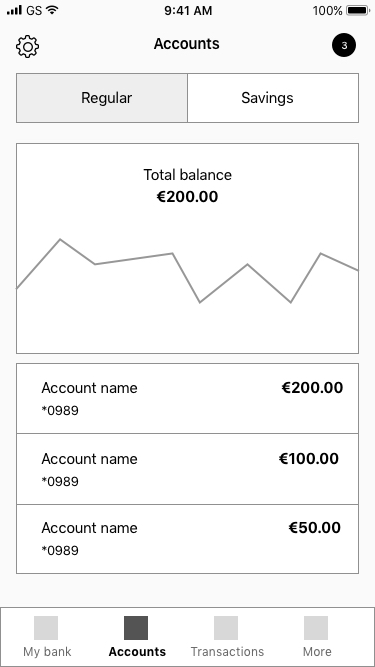 GS 9:41 AM 100%
Accounts 3
Regular Savings
Total balance
€200.00
Account name €200.00
*0989
Account name €100.00
*0989
Account name €50.00
*0989
My bank Accounts Transactions More